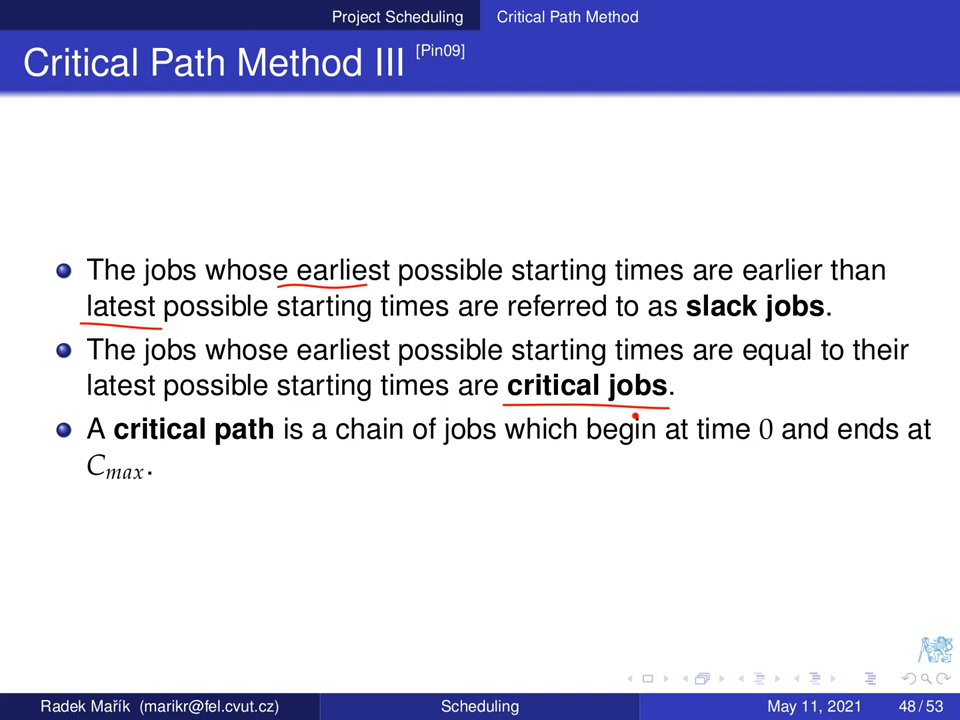 Project Scheduling Critical Path Method
Critical Path Method III [Pin09]
The jobs whose earliest possible starting times are earlier than
latest possible starting times are referred to as slack jobs.
The jobs whose earliest possible starting times are equal to their
latest possible starting times are critical jobs.
A critical path is a chain of jobs which begin at time 0 and ends at
Cmax.
Radek Mařík (marikr@fel.cvut.cz) Scheduling May 11, 2021 48 / 53